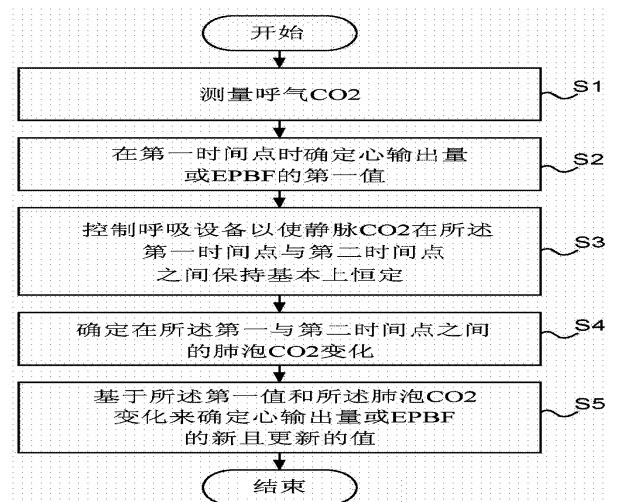 开始
测量呼气CO2
S1
在第一时间点时确定心输出量
或EPBF的第一值
S2
控制呼吸设备以使静脉CO2在所述
第一时间点与第二时间点
之间保持基本上恒定
S3
确定在所述第一与第二时间点之间
的肺泡CO2变化
S4
基于所述第一值和所述肺泡CO2
变化来确定心输出量或EPBF
的新且更新的值
S5
结束